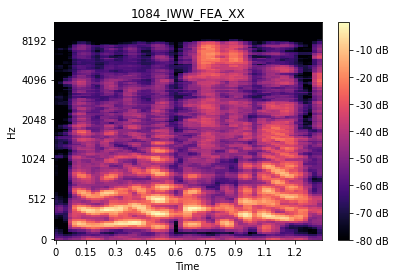 1084_IWW_FEA_XX
8192
4096
2048
1024
512
0
Hz
0 0.15 0.3 0.45 0.6 0.75 0.9 1.05 1.2
Time
-10 dB
-20 dB
-30 dB
-40 dB
-50 dB
-60 dB
-70 dB
-80 dB